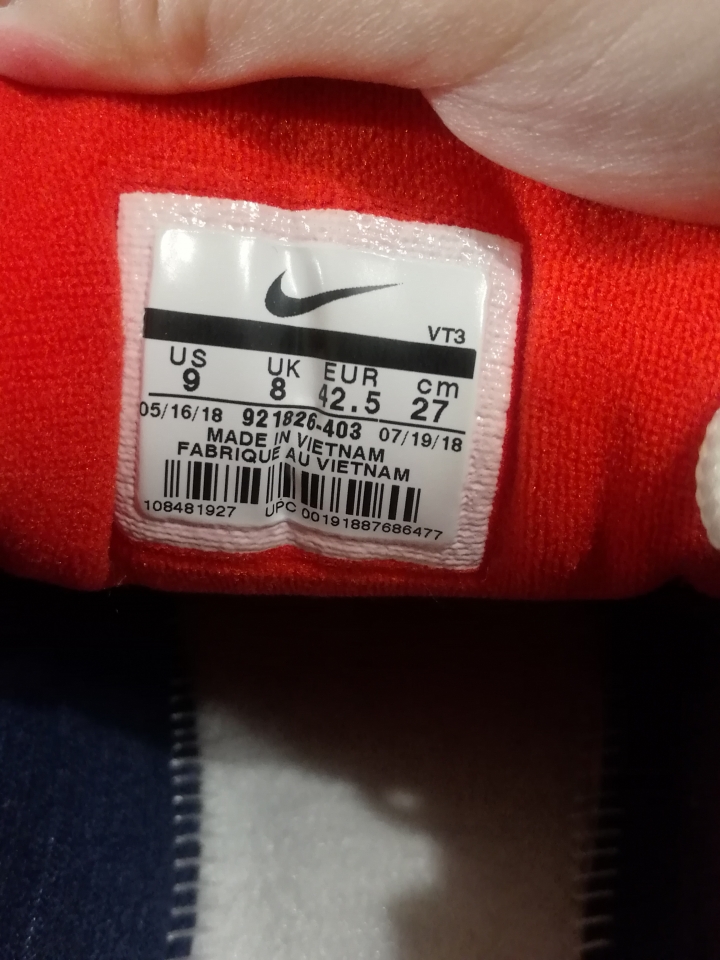 VT3
US UK EUR cm
9 8 42.5 27
05/16/18 921826-403 07/19/18
MADE IN VIETNAM
FABRIQUE AU VIETNAM
108481927 UPC 00191887686477